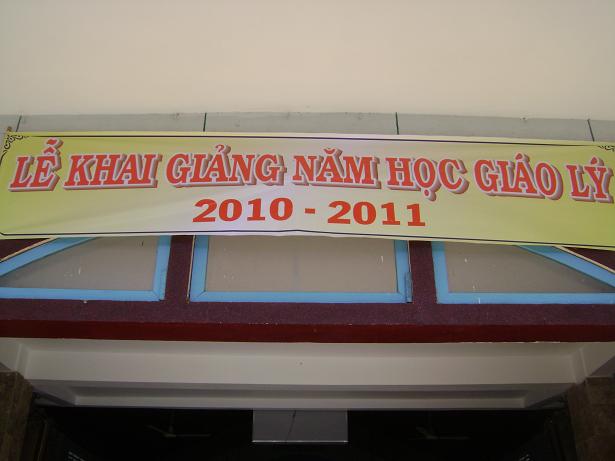 LỄ KHAI GIẢNG NĂM HỌC GIÁO LÝ
2010 - 2011